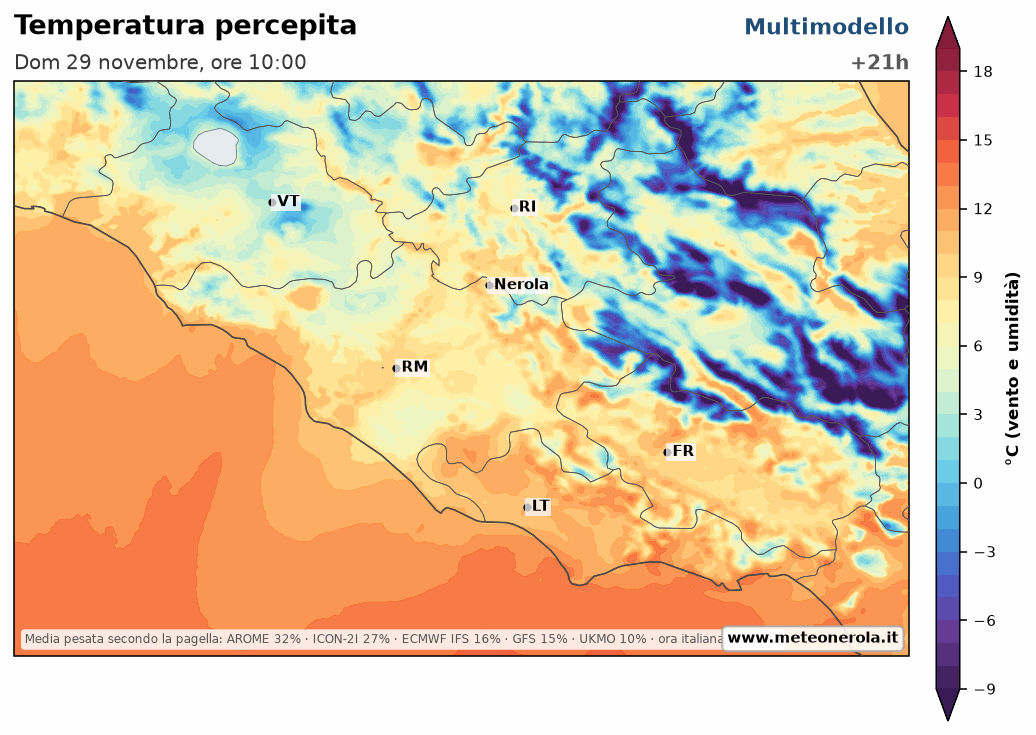 Temperatura percepita
Multimodello
Dom 29 novembre, ore 10:00
+21h
VT
RI
Nerola
RM
FR
LT
18
15
12
9
6
3
0
−3
−6
−9
°C (vento e umidità)
Media pesata secondo la pagella: AROME 32% · ICON-2I 27% · ECMWF IFS 16% · GFS 15% · UKMO 10% · ora italiana
www.meteonerola.it